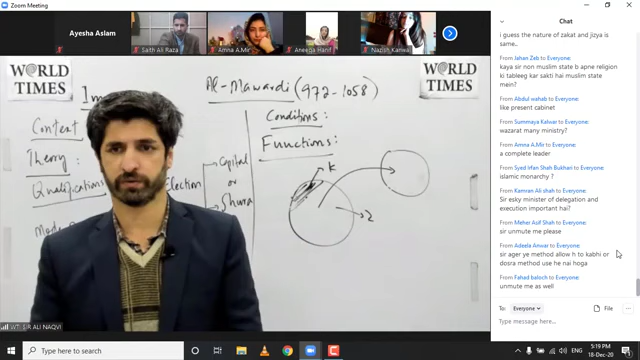 Zoom Meeting
Ayesha Aslam
Saith Ali Raza
Amna A.Mir
Aneega Hanif
WORLD
TIMES
W@RLD
TIMES
Al-Mawardi (972-1058)
Context
Theory:
Qualifications
Election
Capital
or
Shura
Conditions:
Functions:
K
WT: SIR ALI NAQVI
Chat
i guess the nature of zakat and jizya is
same..
From Jahan Zeb to Everyone:
kaya sir non muslim state b apne religion
ki tableeg kar sakti hai muslim state
mein?
From Abdul wahab to Everyone:
like present cabinet
From Summaya Kalwar to Everyone:
wazarat many ministry?
From Amna A.Mir to Everyone:
a complete leader
From Syed Irfan Shah Bukhari to Everyone:
islamic monarchy ?
From Kamran Ali shah to Everyone:
Sir esky minister of delegation and
execution important hai?
From Meher Asif Shah to Everyone:
sir unmute me please
From Adeela Anwar to Everyone:
sir ager ye method allow h to kabhi or
dosra method use he nai hoga
From Fahad baloch to Everyone:
unmute me as well
To:
Everyone
File
Type message here...
Type here to search
5:19 PM
18-Dec-20